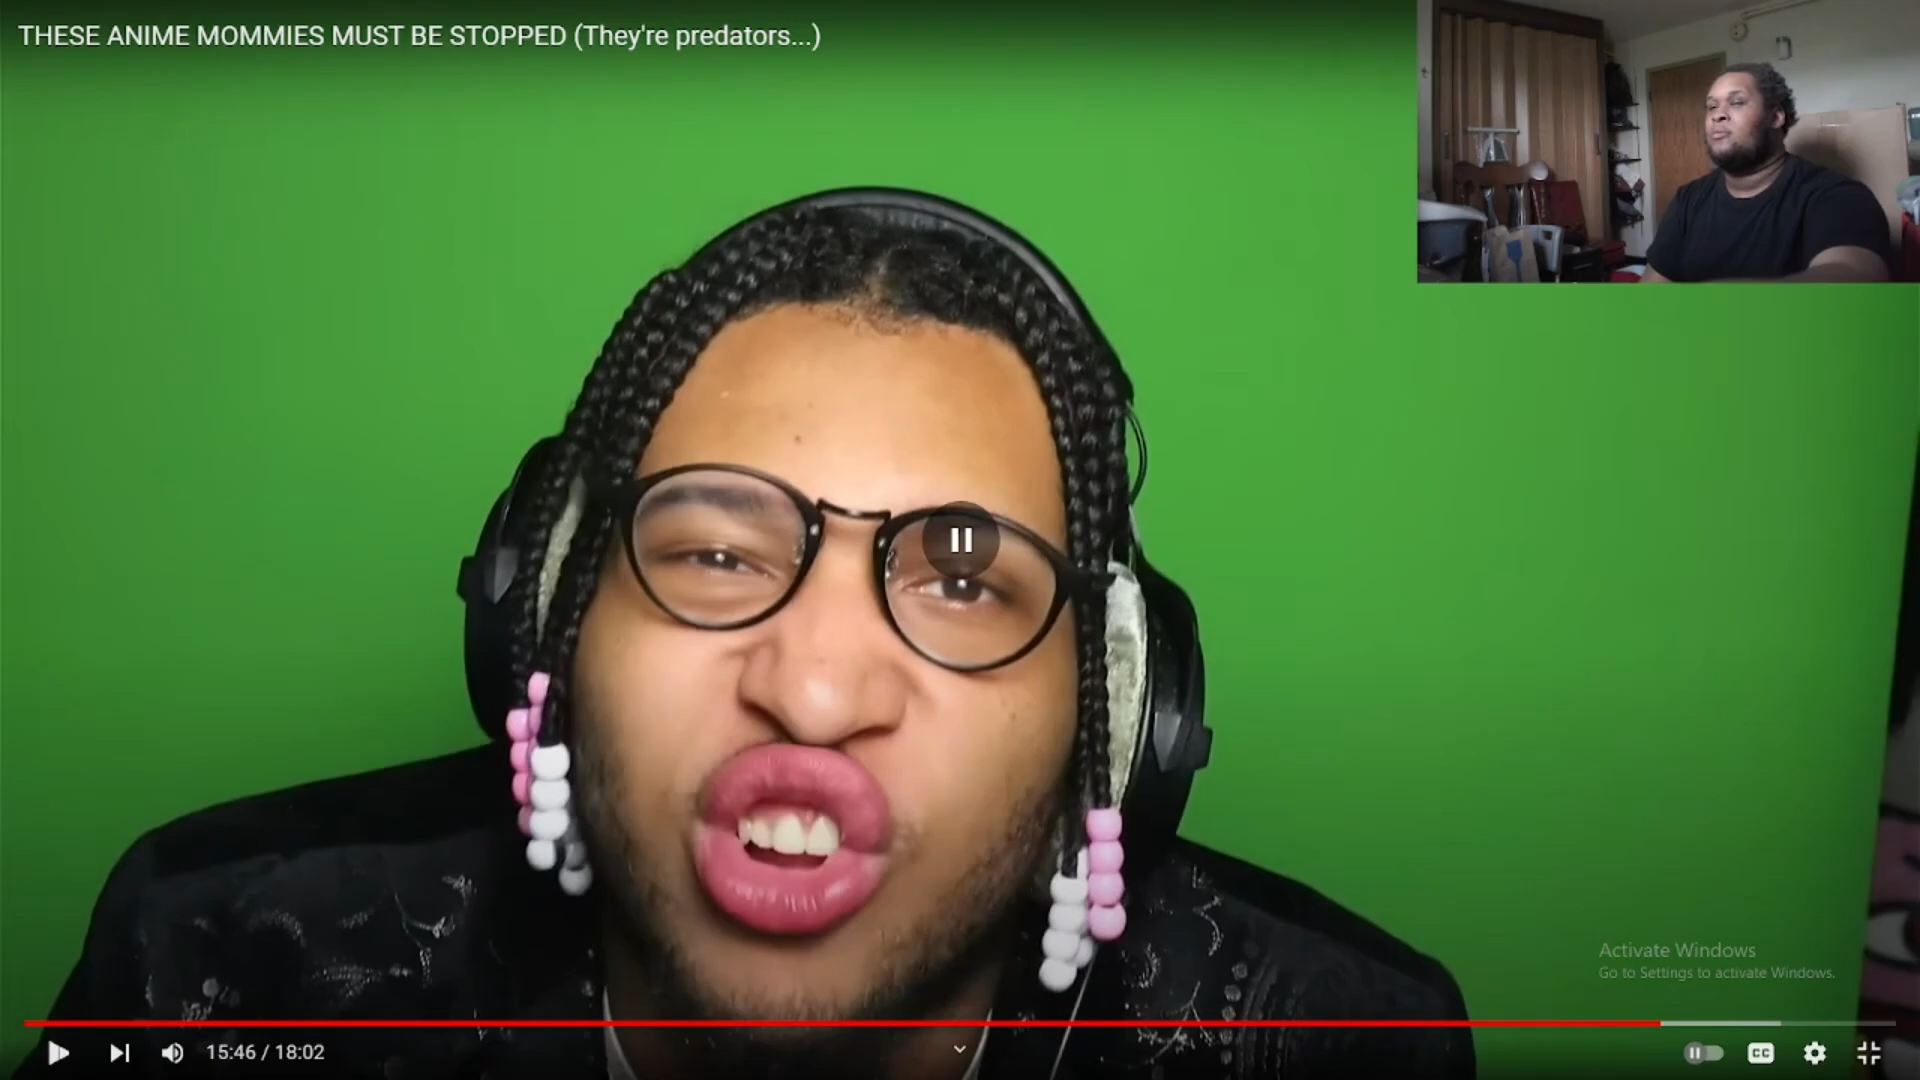 THESE ANIME MOMMIES MUST BE STOPPED (They're predators...)
Activate Windows
Go to Settings to activate Windows.
15:46 / 18:02
CC